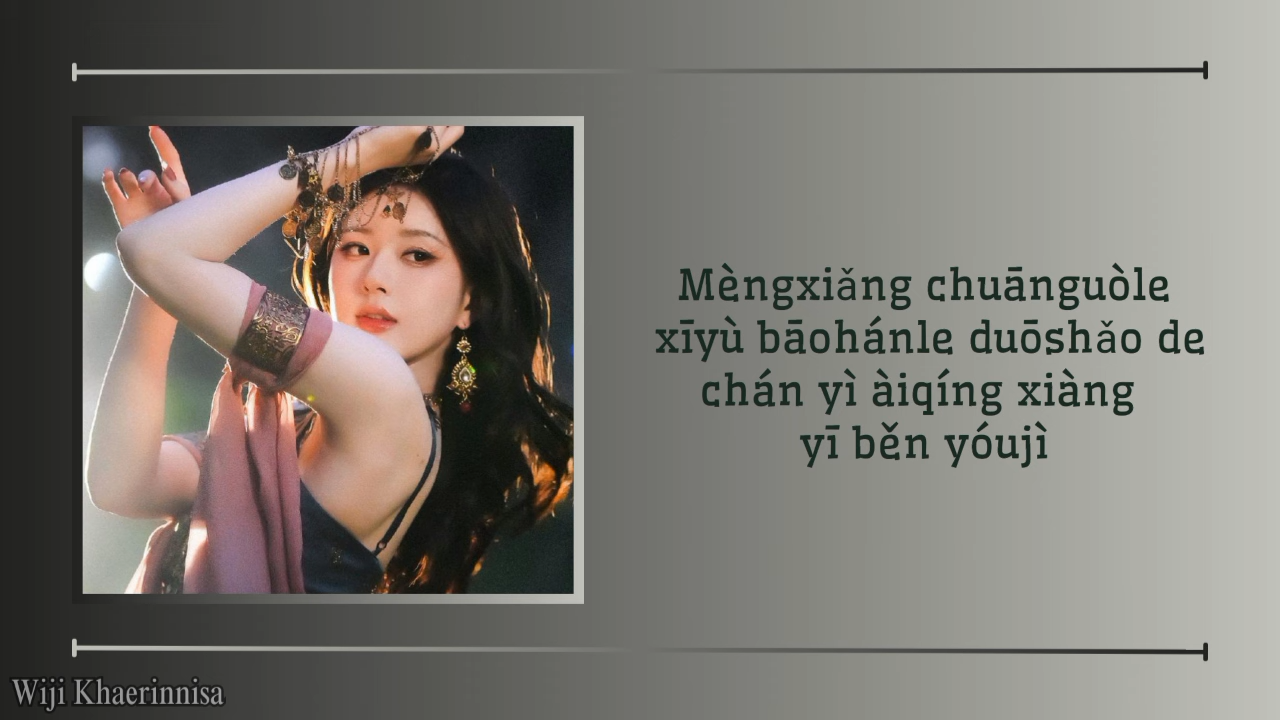 Mèngxiǎng chuānguòle
xīyù bāohánle duōshǎo de
chán yì àiqíng xiàng
yī běn yóujì
Wiji Khaerinnisa